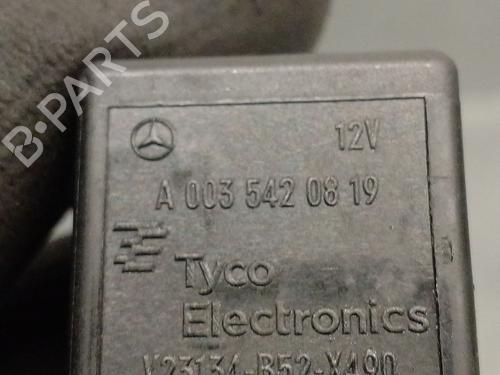 B-PARTS
12V
A 003 542 08 19
Tyco
Electronics
V23134-B52-X490